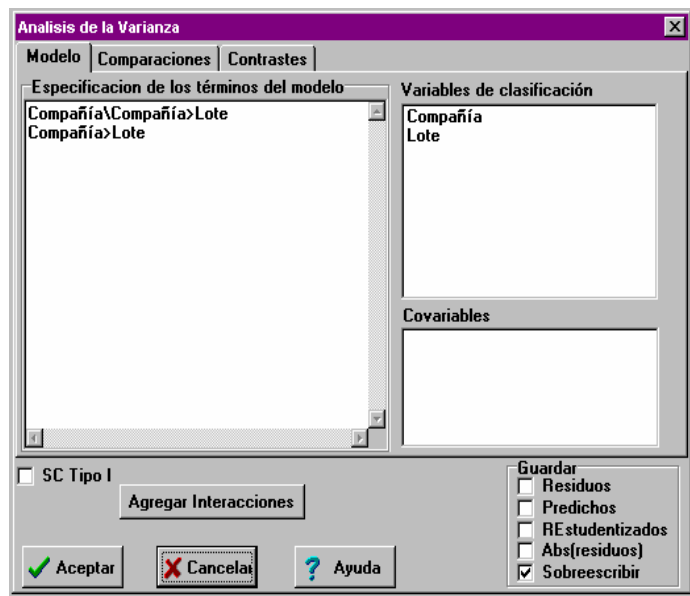 Analisis de la Varianza
Modelo
Comparaciones
Contrastes
Especificacion de los términos del modelo
Compañía\Compañía>Lote
Compañía>Lote
Variables de clasificación
Compañía
Lote
Covariables
SC Tipo I
Agregar Interacciones
Guardar
Residuos
Predichos
REstudentizados
Abs(residuos)
Sobreescribir
Aceptar
Cancelar
? Ayuda